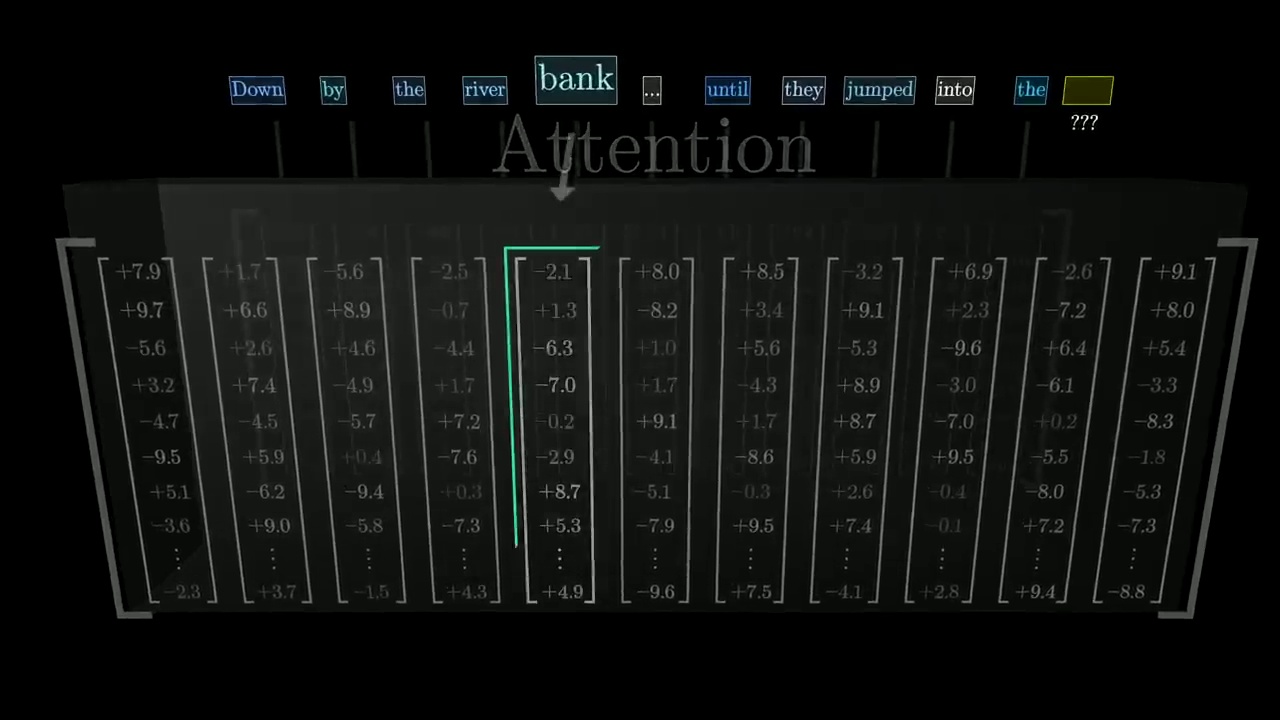 Down by the river bank ... until they jumped into the
???
Attention
+7.9 +1.7 −5.6 −2.5 −2.1 +8.0 +8.5 −3.2 +6.9 −2.6 +9.1
+9.7 +6.6 +8.9 −0.7 +1.3 −8.2 +3.4 +9.1 +2.3 −7.2 +8.0
−5.6 +2.6 +4.6 −4.4 −6.3 +1.0 +5.6 −5.3 −9.6 +6.4 +5.4
+3.2 +7.4 −4.9 +1.7 −7.0 +1.7 −4.3 +8.9 −3.0 −6.1 −3.3
−4.7 −4.5 −5.7 +7.2 −0.2 +9.1 +1.7 +8.7 −7.0 +0.2 −8.3
−9.5 +5.9 +0.4 −7.6 −2.9 −4.1 −8.6 +5.9 +9.5 −5.5 −1.8
+5.1 −6.2 −9.4 +0.3 +8.7 −5.1 −0.3 +2.6 −0.4 −8.0 −5.3
−3.6 +9.0 −5.8 −7.3 +5.3 −7.9 +9.5 +7.4 −0.1 +7.2 −7.3
⋮ ⋮ ⋮ ⋮ ⋮ ⋮ ⋮ ⋮ ⋮ ⋮ ⋮
−2.3 +3.7 −1.5 +4.3 +4.9 −9.6 +7.5 −4.1 +2.8 +9.4 −8.8